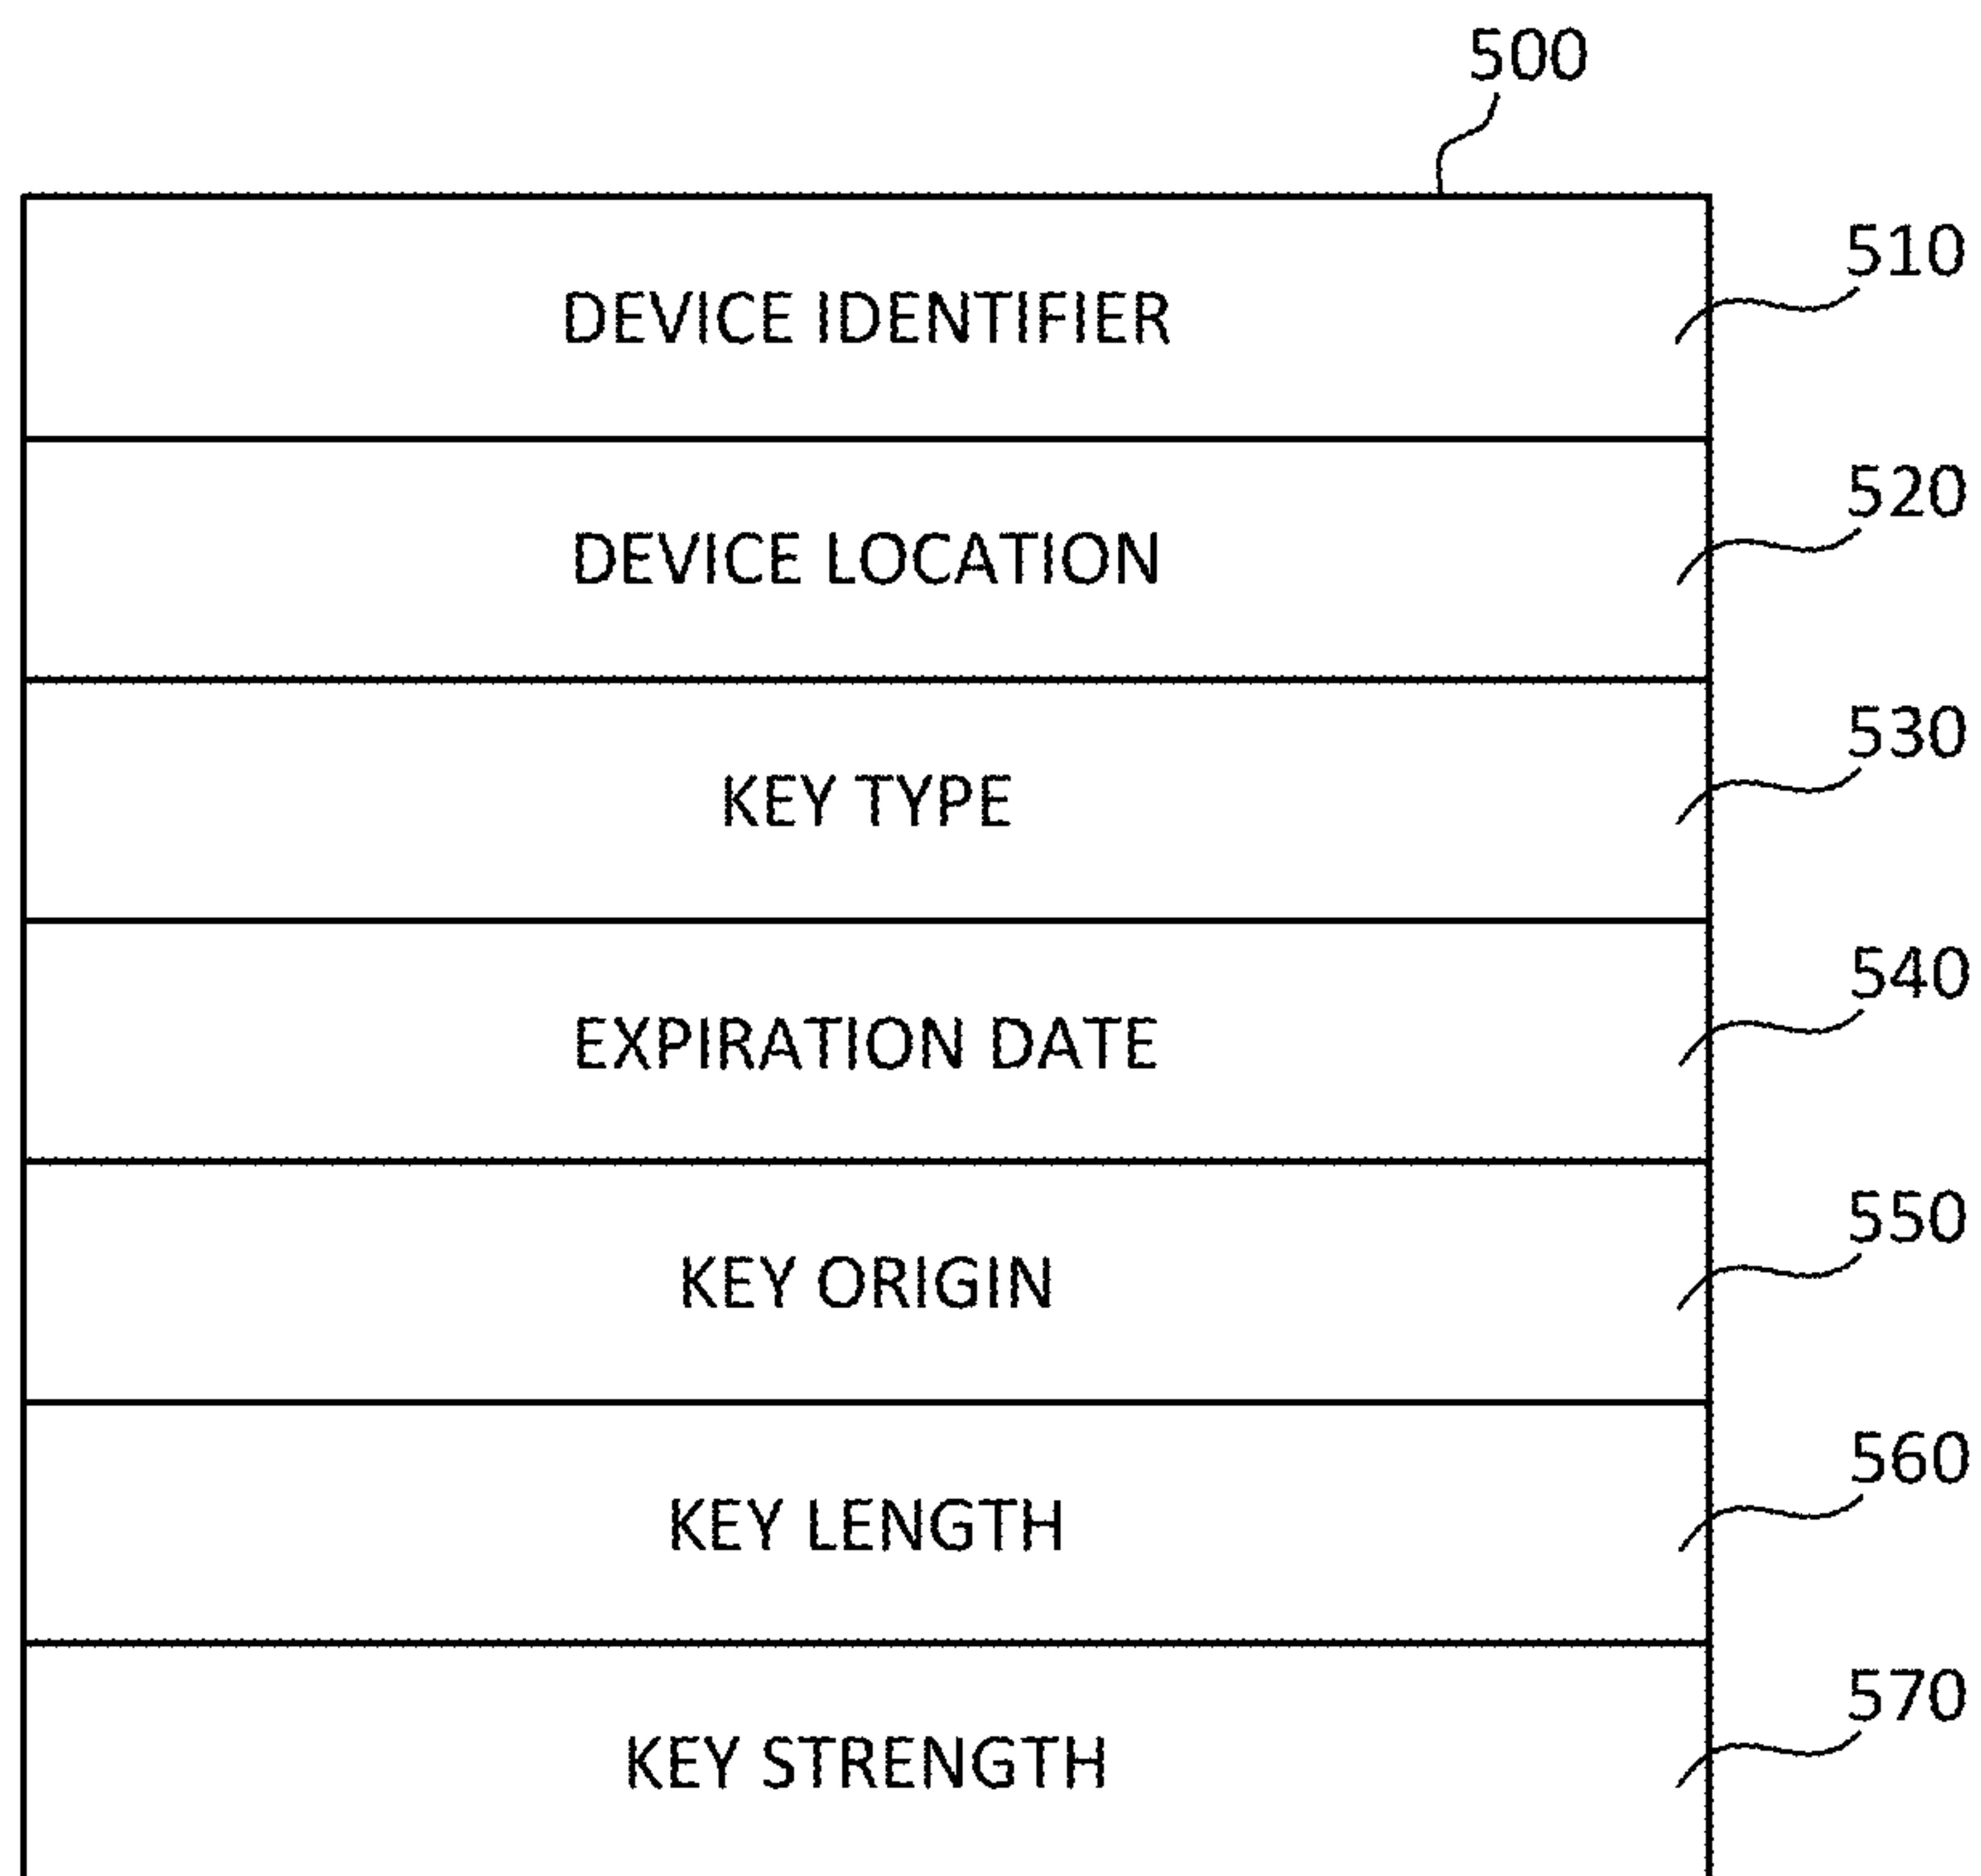 500
DEVICE IDENTIFIER
510
DEVICE LOCATION
520
KEY TYPE
530
EXPIRATION DATE
540
KEY ORIGIN
550
KEY LENGTH
560
KEY STRENGTH
570